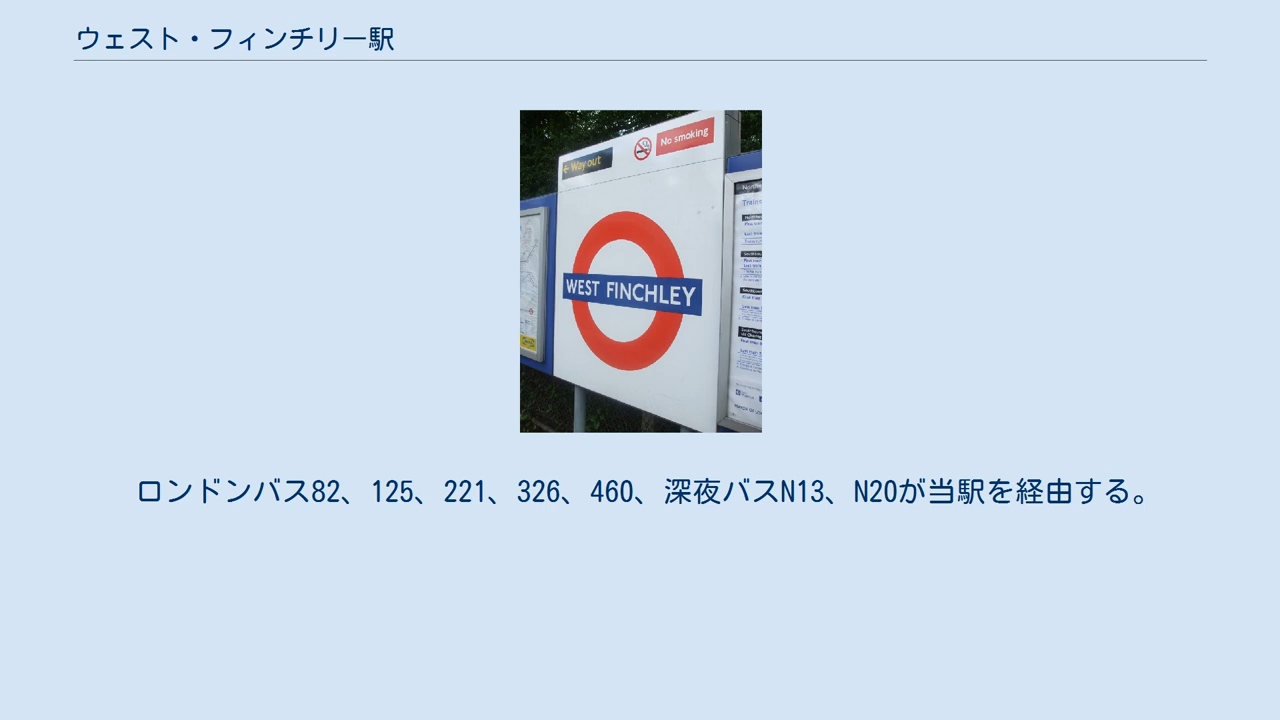 ウェスト・フィンチリー駅
← Way out
No smoking
WEST FINCHLEY
Trains
ロンドンバス82、125、221、326、460、深夜バスN13、N20が当駅を経由する。